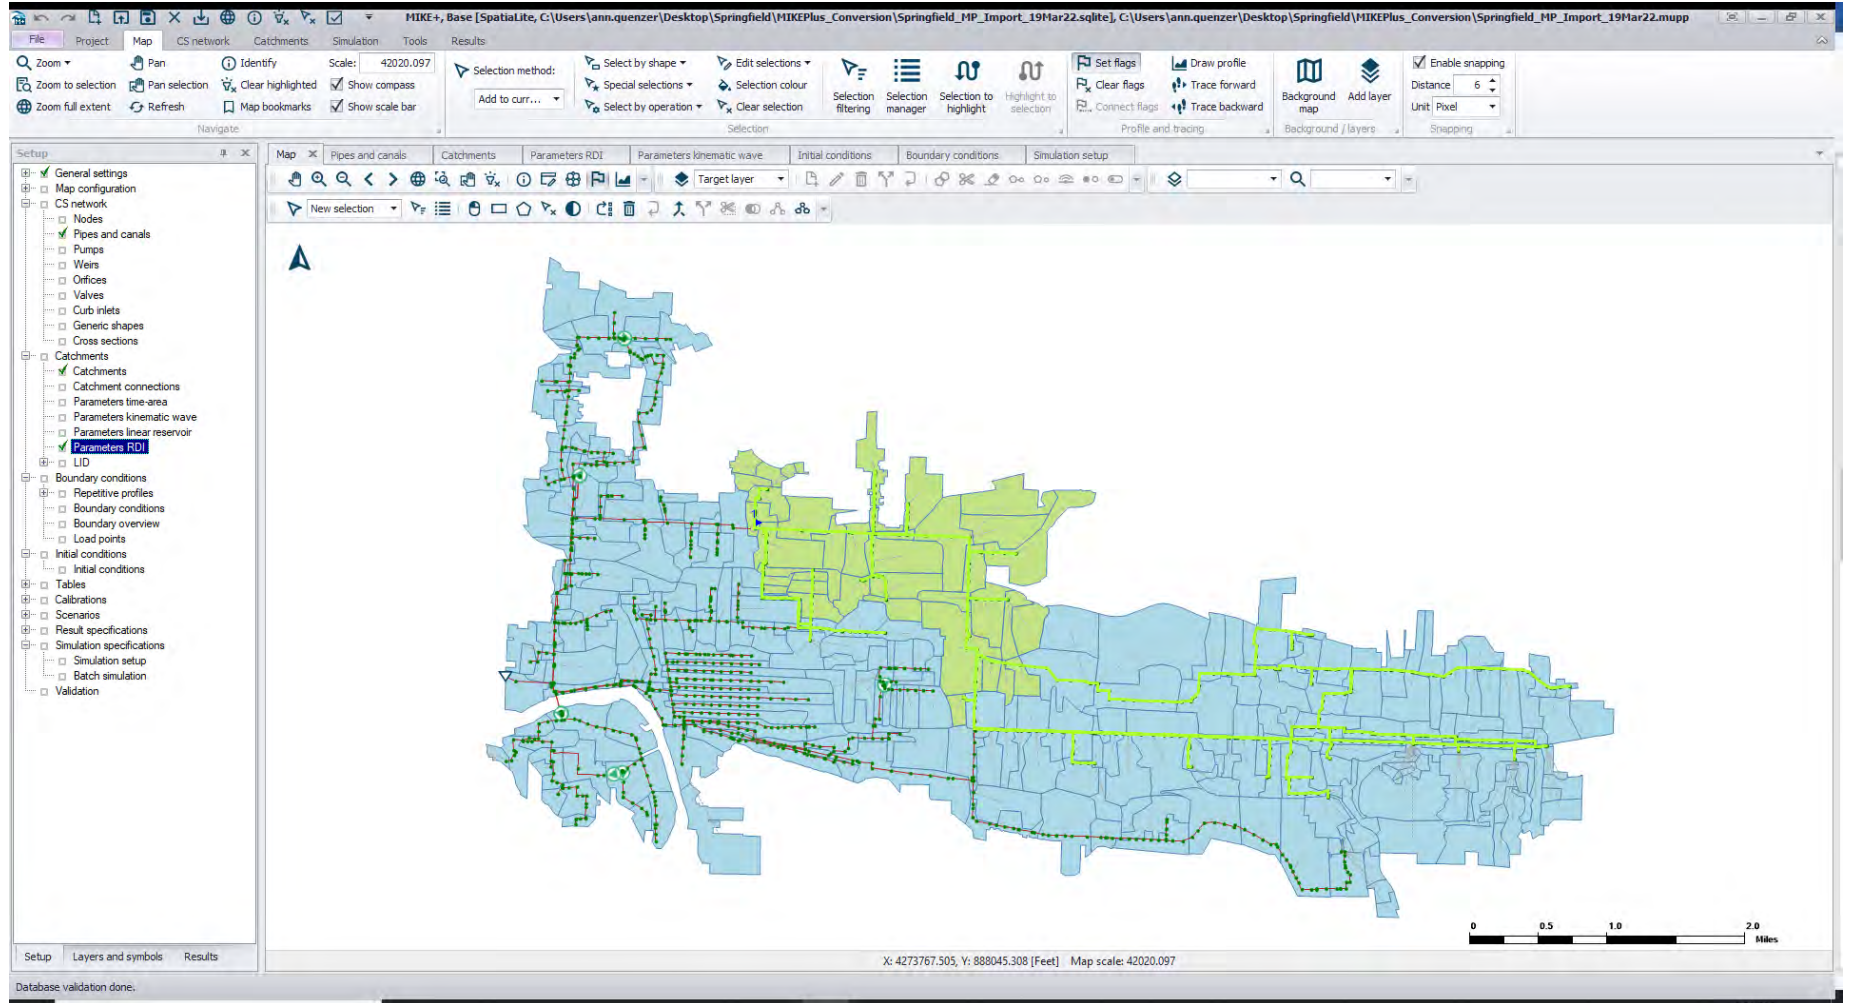 MIKE+, Base [SpatiaLite, C:\Users\ann.quenzer\Desktop\Springfield\MIKEPlus_Conversion\Springfield_MP_Import_19Mar22.sqlite], C:\Users\ann.quenzer\Desktop\Springfield\MIKEPlus_Conversion\Springfield_MP_Import_19Mar22.mupp
File Project Map CS network Catchments Simulation Tools Results
Zoom Pan Identify Scale: 42020.097
Zoom to selection Pan selection Clear highlighted Show compass
Zoom full extent Refresh Map bookmarks Show scale bar
Navigate
Selection method:
Add to curr...
Select by shape Edit selections
Special selections Selection colour
Select by operation Clear selection
Selection filtering
Selection manager
Selection to highlight
Highlight to selection
Selection
Set flags Draw profile
Clear flags Trace forward
Connect flags Trace backward
Profile and tracing
Background map
Add layer
Background / layers
Enable snapping
Distance 6
Unit Pixel
Snapping
Setup
General settings
Map configuration
CS network
Nodes
Pipes and canals
Pumps
Weirs
Orifices
Valves
Curb inlets
Generic shapes
Cross sections
Catchments
Catchments
Catchment connections
Parameters time-area
Parameters kinematic wave
Parameters linear reservoir
Parameters RDI
LID
Boundary conditions
Repetitive profiles
Boundary conditions
Boundary overview
Load points
Initial conditions
Initial conditions
Tables
Calibrations
Scenarios
Result specifications
Simulation specifications
Simulation setup
Batch simulation
Validation
Setup Layers and symbols Results
Map Pipes and canals Catchments Parameters RDI Parameters kinematic wave Initial conditions Boundary conditions Simulation setup
Target layer
New selection
0 0.5 1.0 2.0
Miles
X: 4273767.505, Y: 888045.308 [Feet] Map scale: 42020.097
Database validation done.